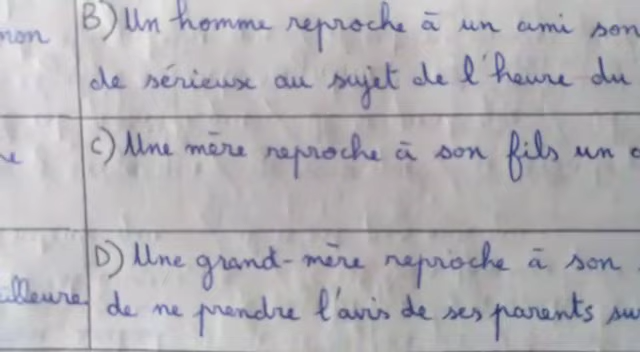 non
B) Un homme reproche à un ami son
de sérieux au sujet de l'heure du
C) Une mère reproche à son fils un
D) Une grand-mère reproche à son
illeure
de ne prendre l'avis de ses parents su